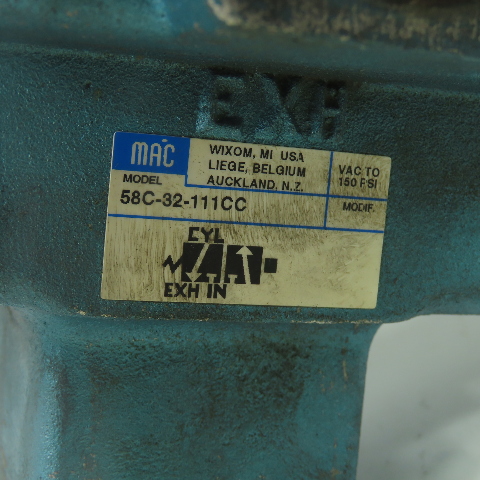 EXH
MAC
WIXOM, MI USA
LIEGE, BELGIUM
AUCKLAND, N.Z.
VAC TO
150 PSI
MODEL
58C-32-111CC
MODIF.
CYL
EXH IN